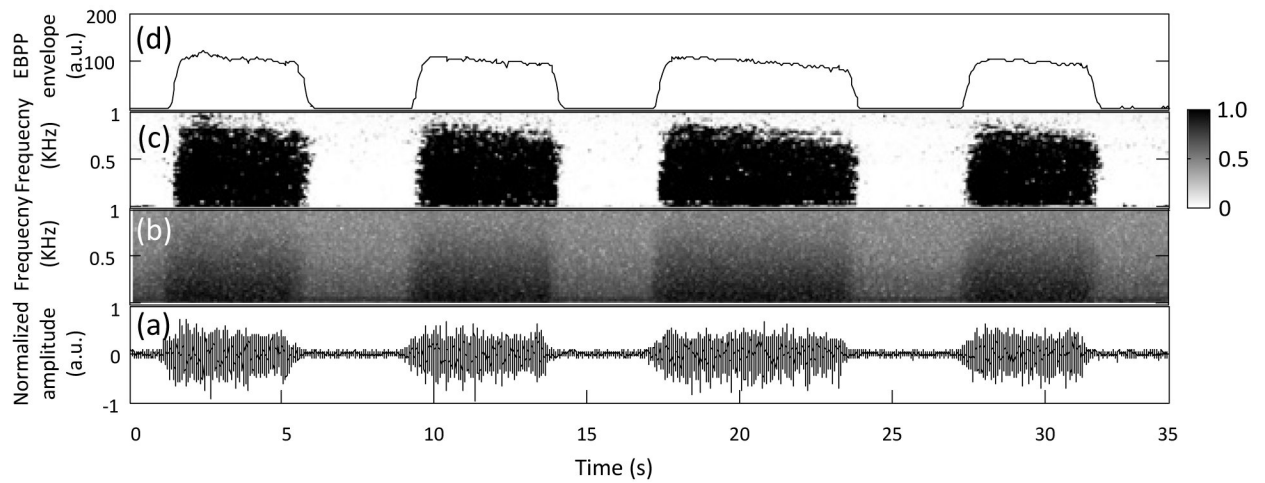 200
100
EBPP
envelope
(a.u.)
(d)
1
0.5
Frequecny
(KHz)
(c)
1.0
0.5
0
1
0.5
Frequecny
(KHz)
(b)
1
0
-1
Normalized
amplitude
(a.u.)
(a)
0 5 10 15 20 25 30 35
Time (s)